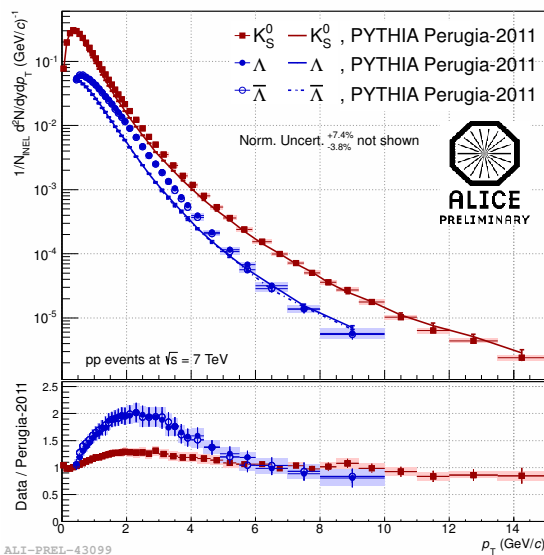 K⁰_S K⁰_S , PYTHIA Perugia-2011
Λ Λ , PYTHIA Perugia-2011
Λ̅ Λ̅ , PYTHIA Perugia-2011
Norm. Uncert. +7.4% -3.8% not shown
ALICE
PRELIMINARY
1/N_INEL d²N/dydp_T (GeV/c)⁻¹
1
10⁻¹
10⁻²
10⁻³
10⁻⁴
10⁻⁵
pp events at √s = 7 TeV
Data / Perugia-2011
2.5
2
1.5
1
0.5
0
0 2 4 6 8 10 12 14
p_T (GeV/c)
ALI-PREL-43099